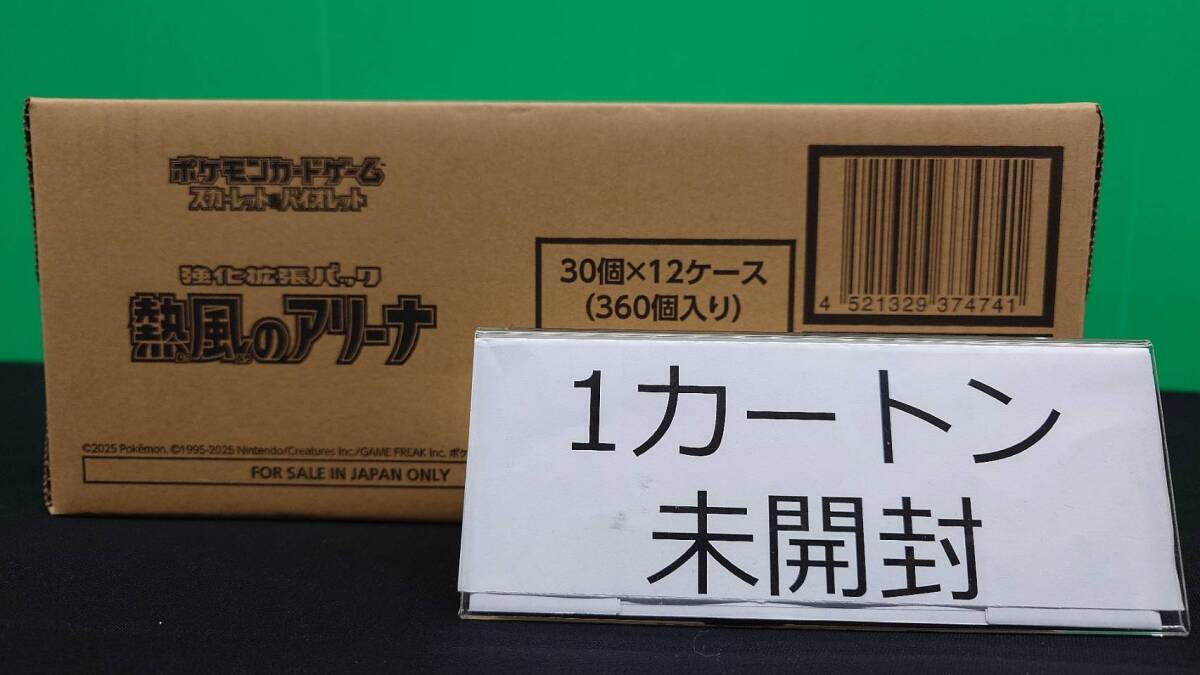 ポケモンカードゲーム
スカーレット&バイオレット
強化拡張パック
熱風のアリーナ
30個×12ケース
(360個入り)
4 521329 374741
©2025 Pokémon. ©1995-2025 Nintendo/Creatures Inc./GAME FREAK inc. ポケ
FOR SALE IN JAPAN ONLY
1カートン
未開封